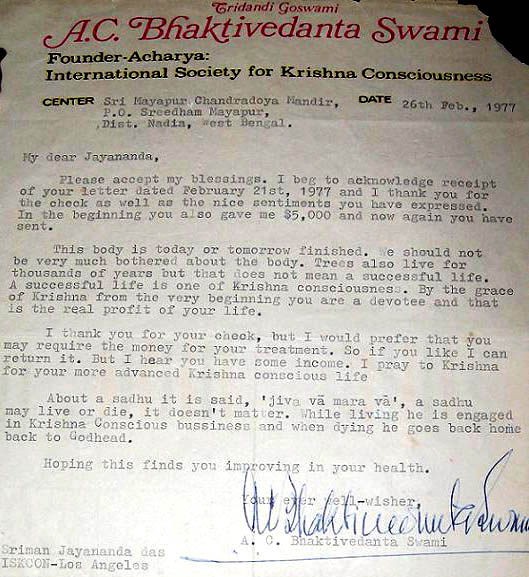 Tridandi Goswami
A.C. Bhaktivedanta Swami
Founder-Acharya:
International Society for Krishna Consciousness
CENTER Sri Mayapur Chandradoya Mandir, DATE 26th Feb., 1977
P.O. Sreedham Mayapur,
Dist. Nadia, West Bengal.
My dear Jayananda,
Please accept my blessings. I beg to acknowledge receipt
of your letter dated February 21st, 1977 and I thank you for
the check as well as the nice sentiments you have expressed.
In the beginning you also gave me $5,000 and now again you have
sent.
This body is today or tomorrow finished. We should not
be very much bothered about the body. Trees also live for
thousands of years but that does not mean a successful life.
A successful life is one of Krishna consciousness. By the grace
of Krishna from the very beginning you are a devotee and that
is the real profit of your life.
I thank you for your check, but I would prefer that you
may require the money for your treatment. So if you like I can
return it. But I hear you have some income. I pray to Krishna
for your more advanced Krishna conscious life
About a sadhu it is said, 'jiva vā mara vā', a sadhu
may live or die, it doesn't matter. While living he is engaged
in Krishna Conscious bussiness and when dying he goes back home
back to Godhead.
Hoping this finds you improving in your health.
Your ever well-wisher,
AC Bhaktivedanta Swami
A. C. Bhaktivedanta Swami
Sriman Jayananda das
ISKCON-Los Angeles